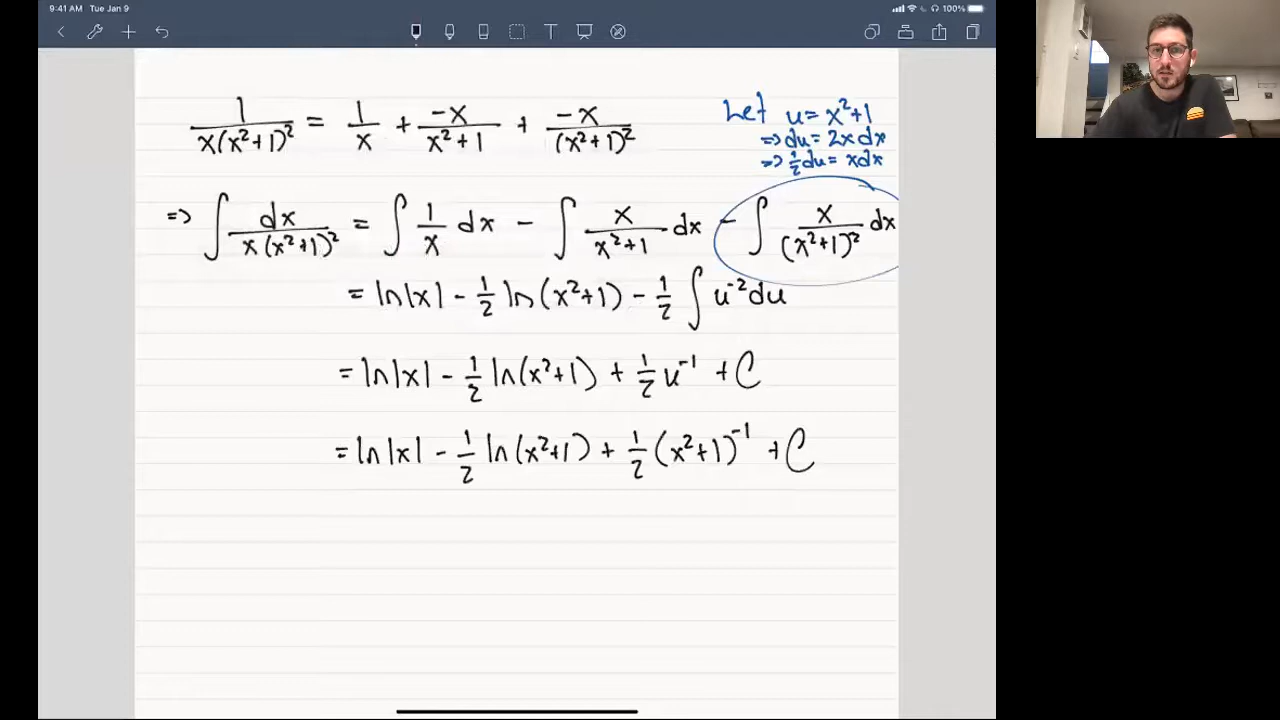 9:41 AM Tue Jan 9
100%
1/(x(x²+1)²) = 1/x + -x/(x²+1) + -x/(x²+1)²
Let u = x²+1
=> du = 2x dx
=> ½ du = x dx
=> ∫ dx/(x(x²+1)²) = ∫ 1/x dx - ∫ x/(x²+1) dx - ∫ x/(x²+1)² dx
= ln|x| - ½ ln(x²+1) - ½ ∫ u⁻² du
= ln|x| - ½ ln(x²+1) + ½ u⁻¹ + C
= ln|x| - ½ ln(x²+1) + ½ (x²+1)⁻¹ + C